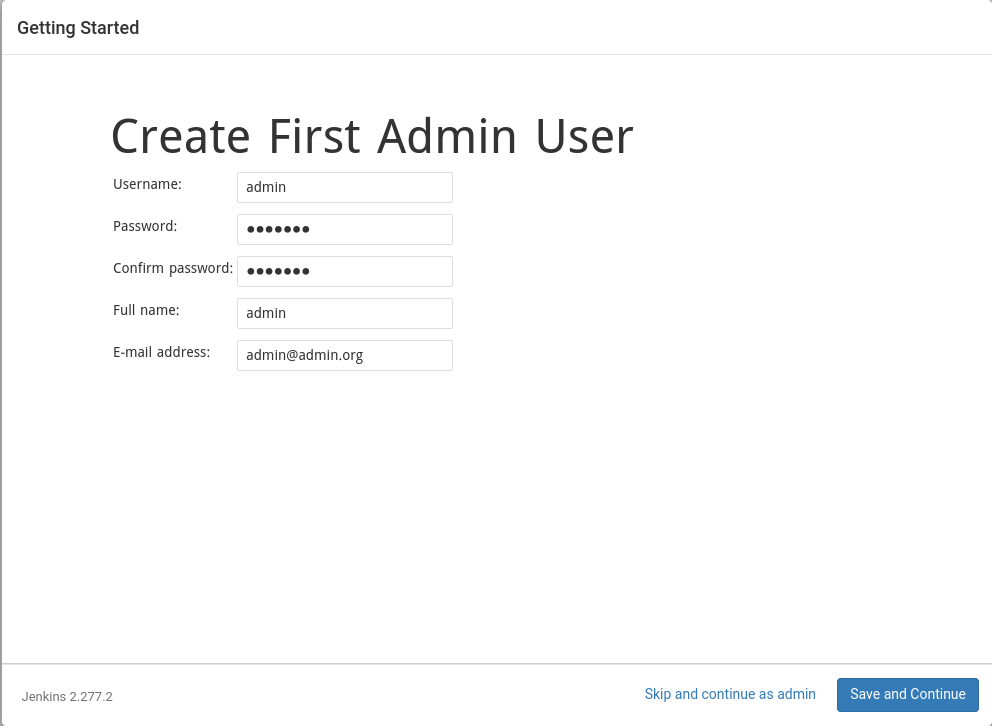 Getting Started
Create First Admin User
Username: admin
Password: •••••••
Confirm password: •••••••
Full name: admin
E-mail address: admin@admin.org
Jenkins 2.277.2 Skip and continue as admin Save and Continue